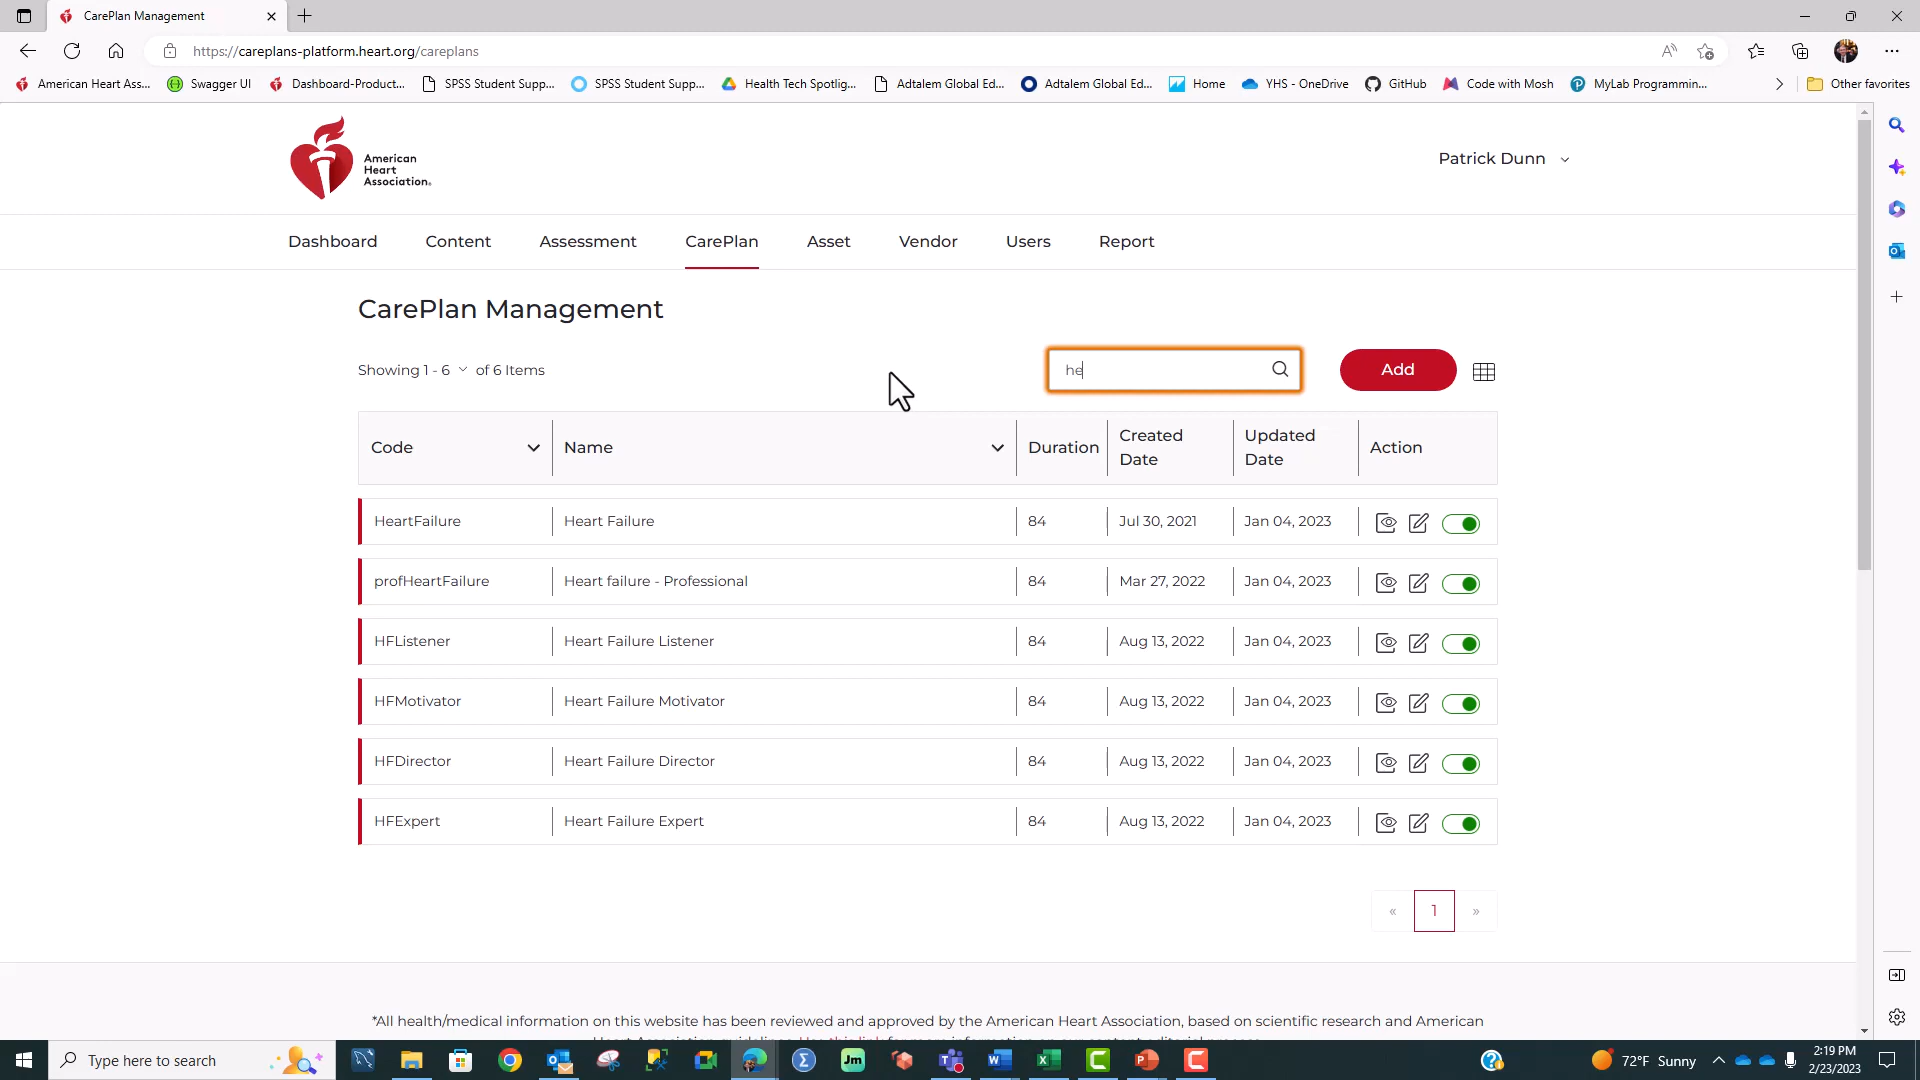 CarePlan Management
https://careplans-platform.heart.org/careplans
American Heart Ass...
Swagger UI
Dashboard-Product...
SPSS Student Supp...
SPSS Student Supp...
Health Tech Spotlig...
Adtalem Global Ed...
Adtalem Global Ed...
Home
YHS - OneDrive
GitHub
Code with Mosh
MyLab Programmin...
Other favorites
American
Heart
Association.
Patrick Dunn
Dashboard Content Assessment CarePlan Asset Vendor Users Report
CarePlan Management
Showing 1 - 6 of 6 Items
he
Add
Code Name Duration Created Date Updated Date Action
HeartFailure Heart Failure 84 Jul 30, 2021 Jan 04, 2023
profHeartFailure Heart failure - Professional 84 Mar 27, 2022 Jan 04, 2023
HFListener Heart Failure Listener 84 Aug 13, 2022 Jan 04, 2023
HFMotivator Heart Failure Motivator 84 Aug 13, 2022 Jan 04, 2023
HFDirector Heart Failure Director 84 Aug 13, 2022 Jan 04, 2023
HFExpert Heart Failure Expert 84 Aug 13, 2022 Jan 04, 2023
« 1 »
*All health/medical information on this website has been reviewed and approved by the American Heart Association, based on scientific research and American
Type here to search
Jm
72°F Sunny
2:19 PM
2/23/2023